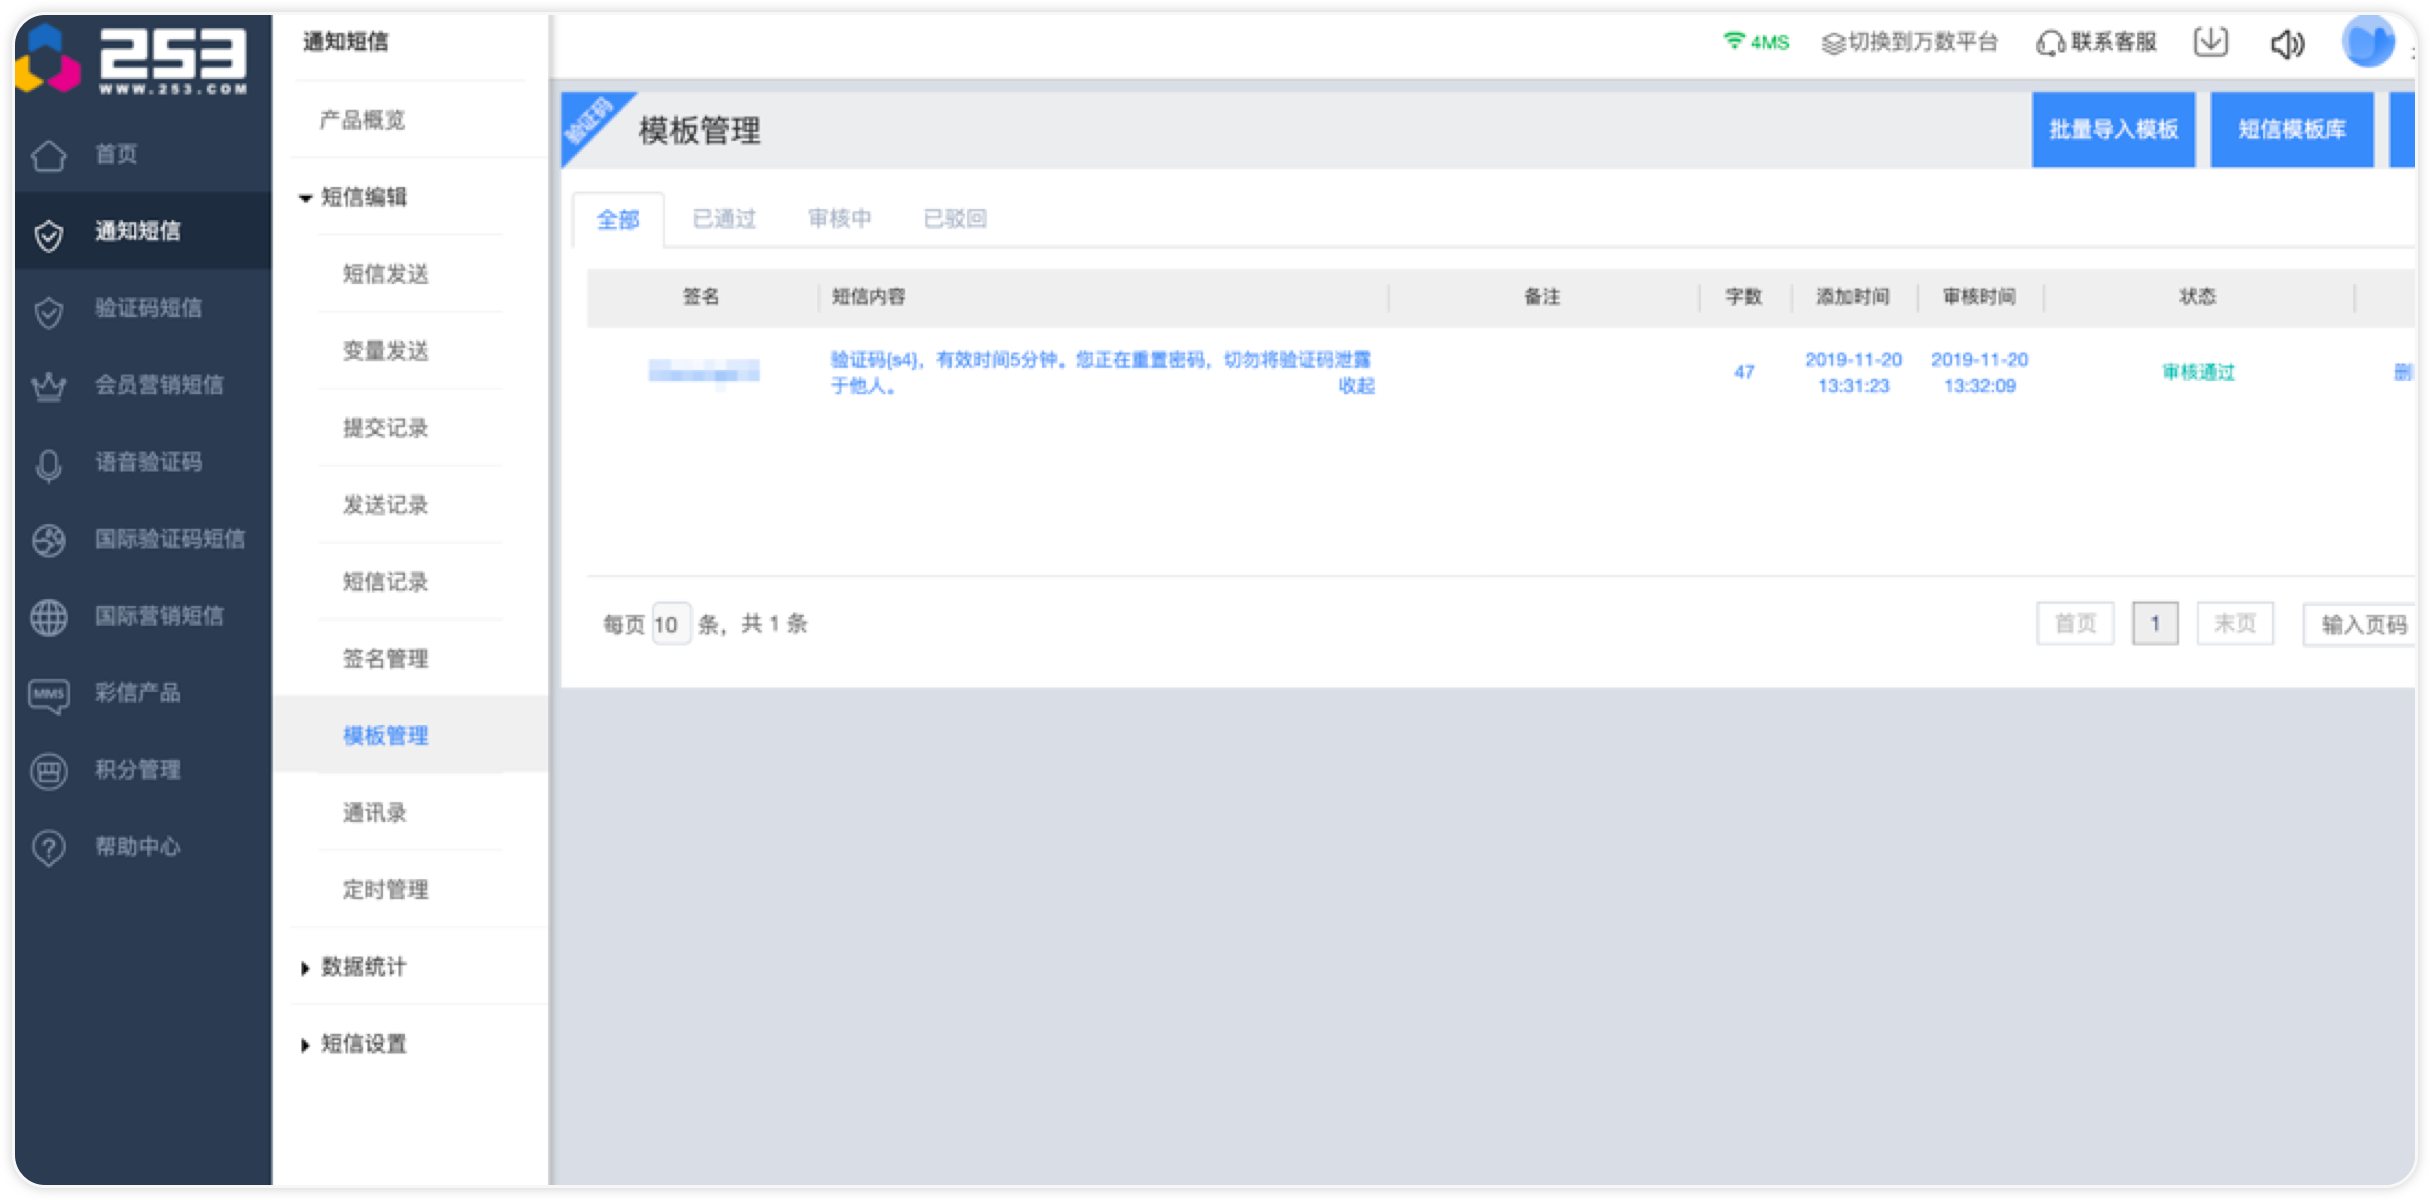 253
WWW.253.COM
首页
通知短信
验证码短信
会员营销短信
语音验证码
国际验证码短信
国际营销短信
MMS
彩信产品
积分管理
帮助中心
通知短信
产品概览
短信编辑
短信发送
变量发送
提交记录
发送记录
短信记录
签名管理
模板管理
通讯录
定时管理
数据统计
短信设置
4MS 切换到万数平台 联系客服
验证码
模板管理
批量导入模板 短信模板库
全部 已通过 审核中 已驳回
签名 短信内容 备注 字数 添加时间 审核时间 状态
验证码{s4}，有效时间5分钟。您正在重置密码，切勿将验证码泄露
于他人。 收起
47
2019-11-20
13:31:23
2019-11-20
13:32:09
审核通过
每页 10 条，共 1 条
首页 1 末页 输入页码